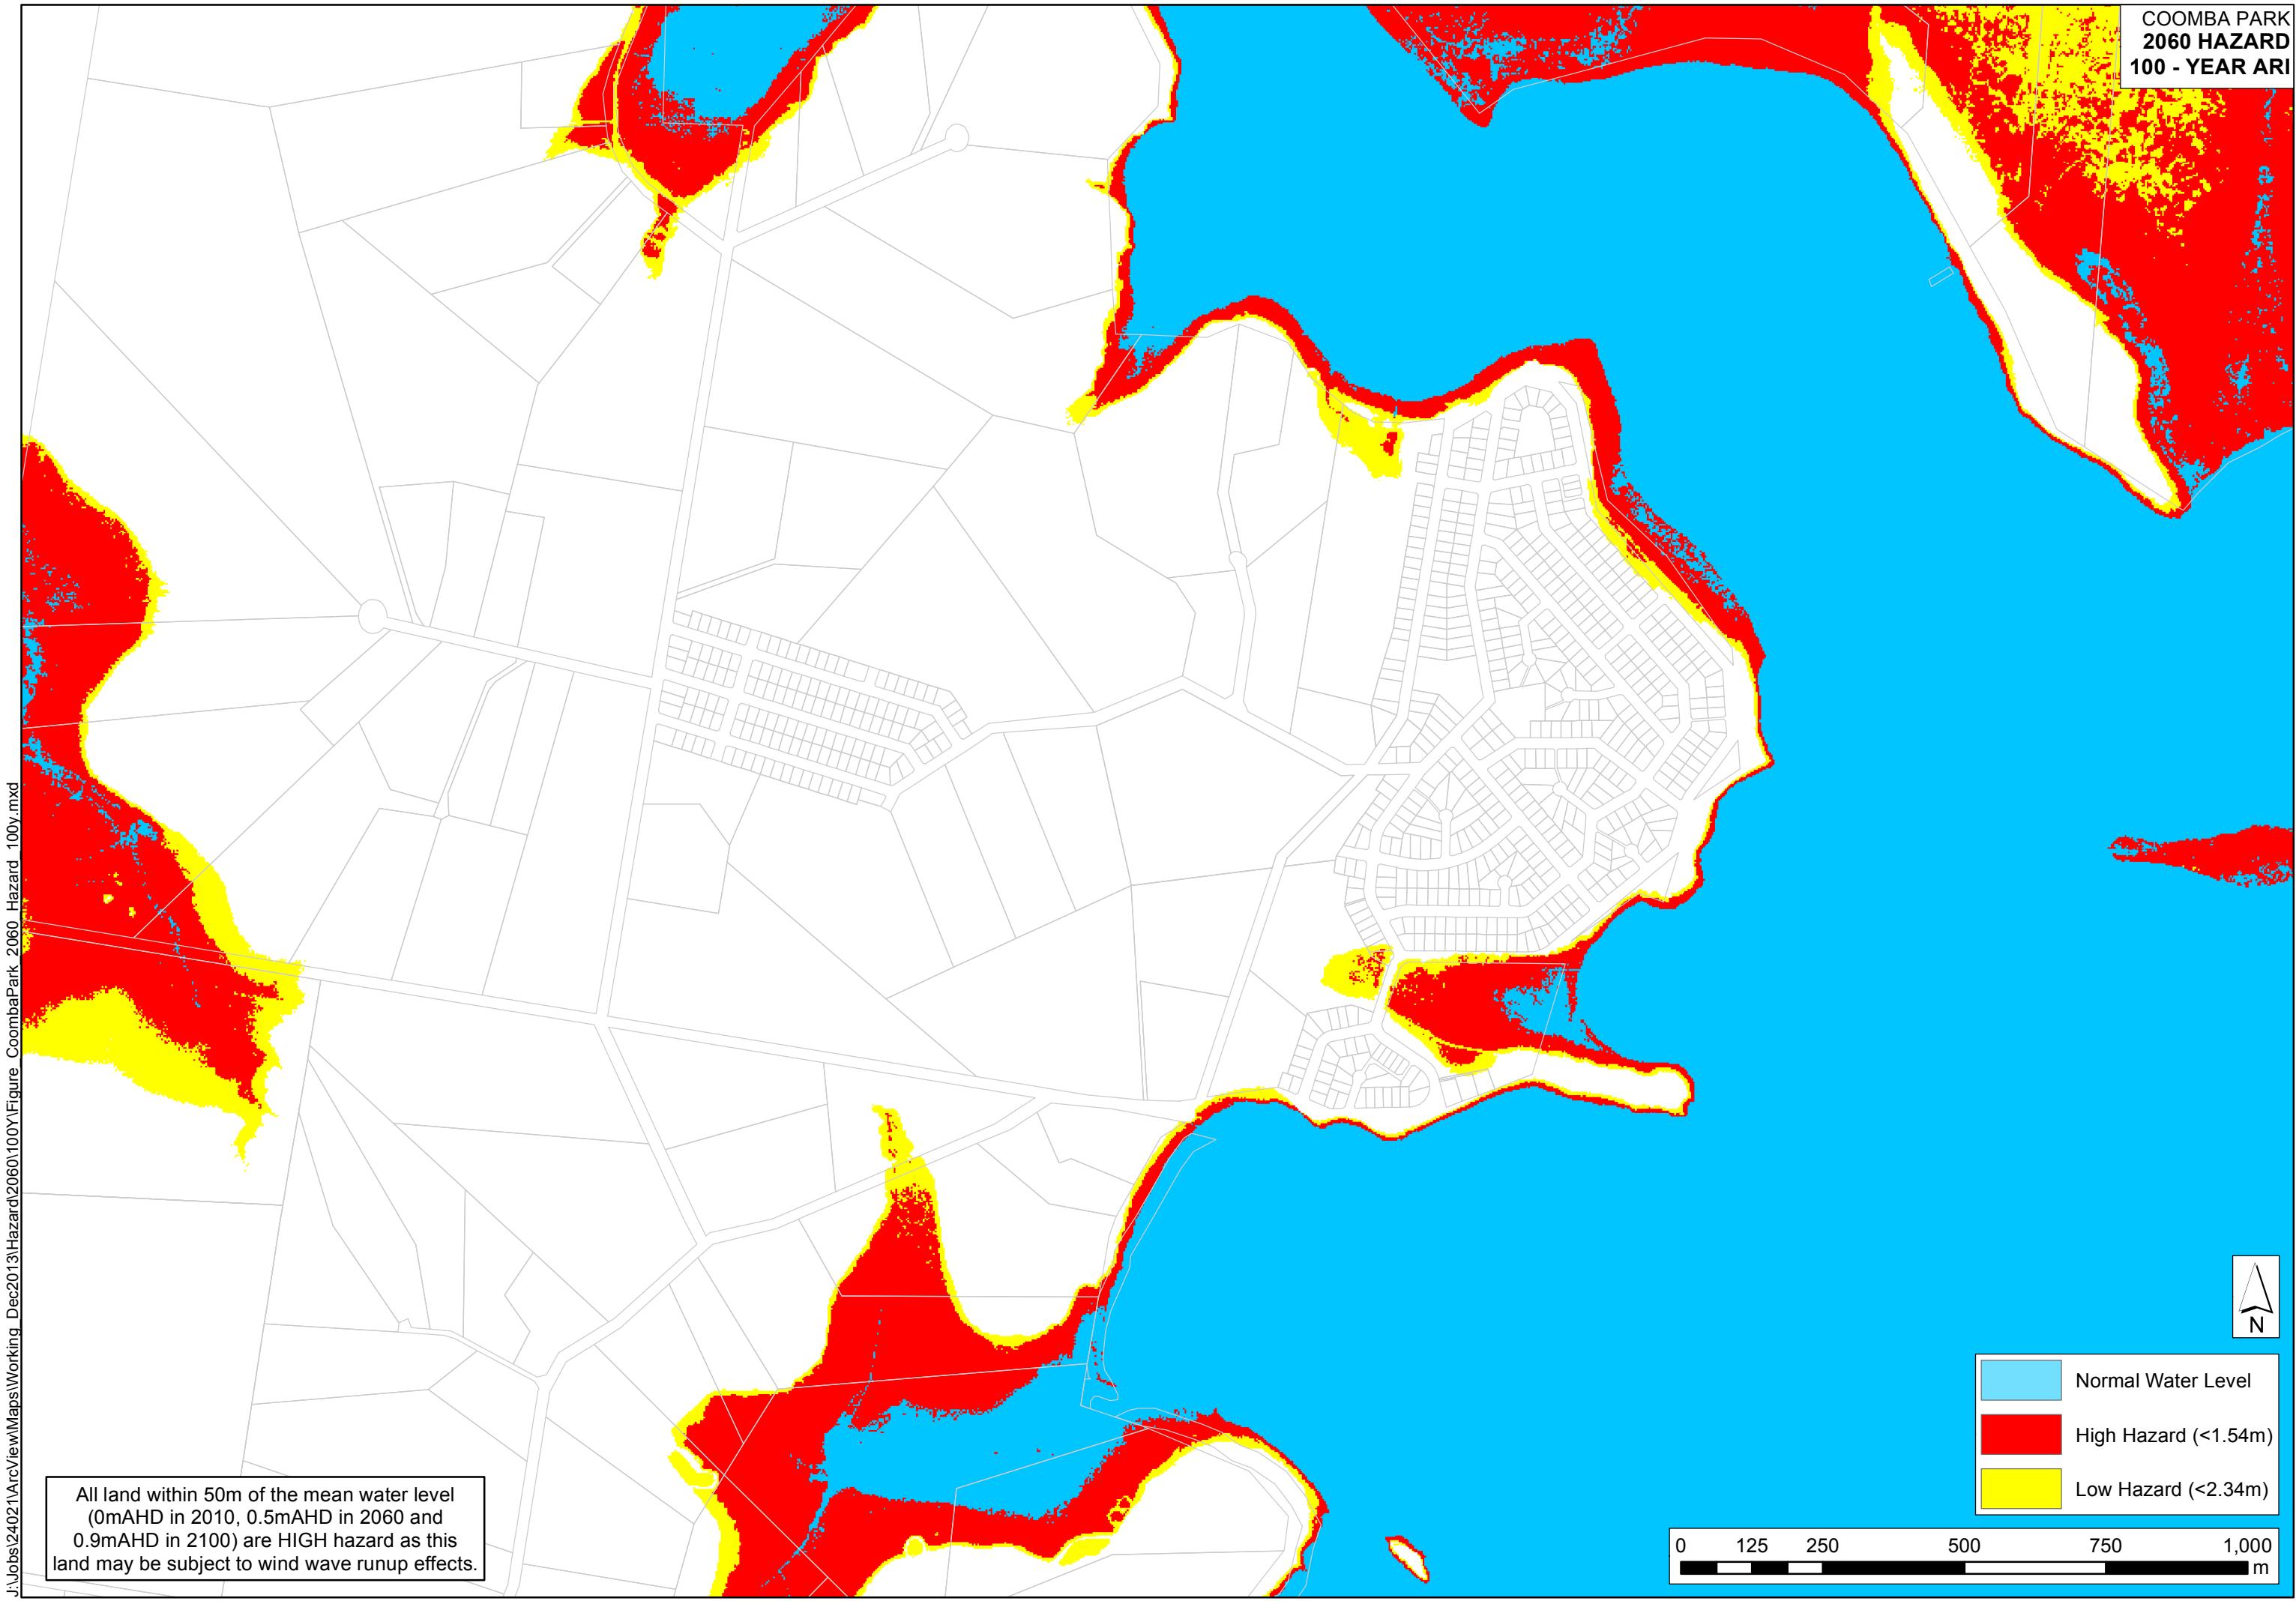 COOMBA PARK
2060 HAZARD
100 - YEAR ARI
J:\Jobs\24021\ArcView\Maps\Working_Dec2013\Hazard\2060\100Y\Figure_CoombaPark_2060_Hazard_100y.mxd
N
Normal Water Level
High Hazard (<1.54m)
Low Hazard (<2.34m)
All land within 50m of the mean water level
(0mAHD in 2010, 0.5mAHD in 2060 and
0.9mAHD in 2100) are HIGH hazard as this
land may be subject to wind wave runup effects.
0 125 250 500 750 1,000
m